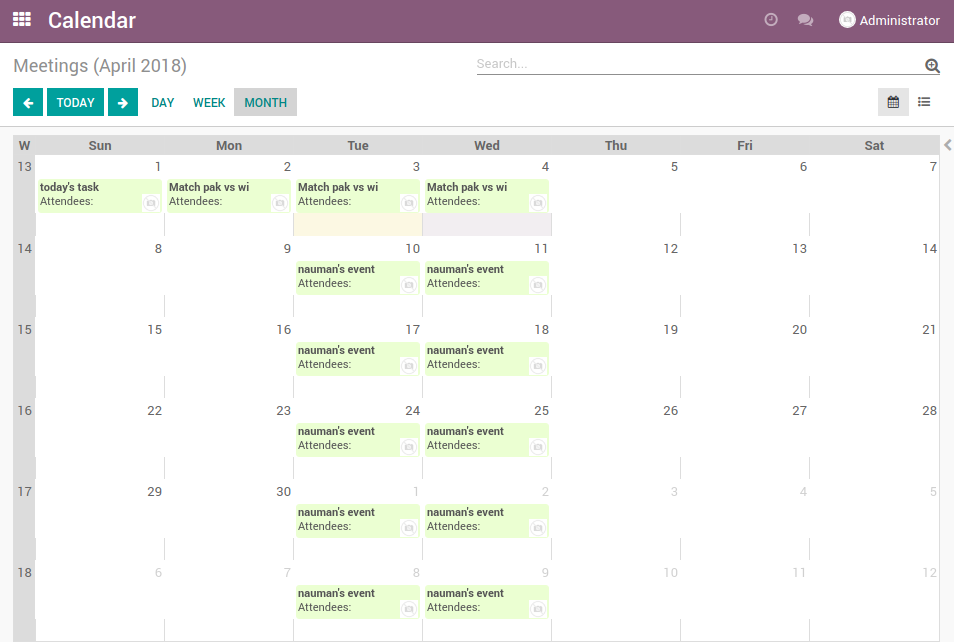 Calendar Administrator
Meetings (April 2018) Search...
TODAY DAY WEEK MONTH
W Sun Mon Tue Wed Thu Fri Sat
13 1 2 3 4 5 6 7
today's task Match pak vs wi Match pak vs wi Match pak vs wi
Attendees: Attendees: Attendees: Attendees:
14 8 9 10 11 12 13 14
nauman's event nauman's event
Attendees: Attendees:
15 15 16 17 18 19 20 21
nauman's event nauman's event
Attendees: Attendees:
16 22 23 24 25 26 27 28
nauman's event nauman's event
Attendees: Attendees:
17 29 30 1 2 3 4 5
nauman's event nauman's event
Attendees: Attendees:
18 6 7 8 9 10 11 12
nauman's event nauman's event
Attendees: Attendees: